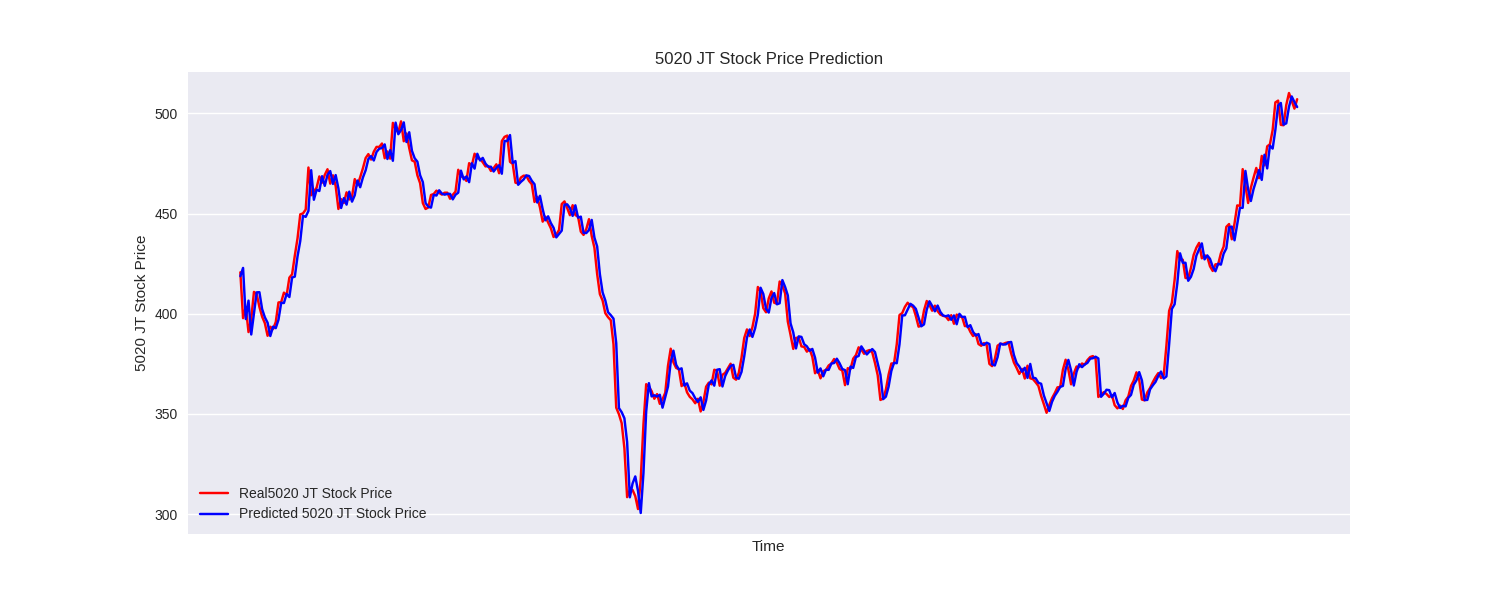 5020 JT Stock Price Prediction
5020 JT Stock Price
500
450
400
350
300
Real5020 JT Stock Price
Predicted 5020 JT Stock Price
Time